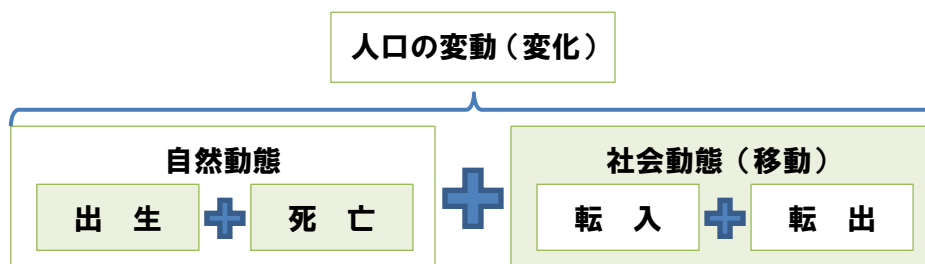 人口の変動（変化）
自然動態
出　生
死　亡
社会動態（移動）
転　入
転　出